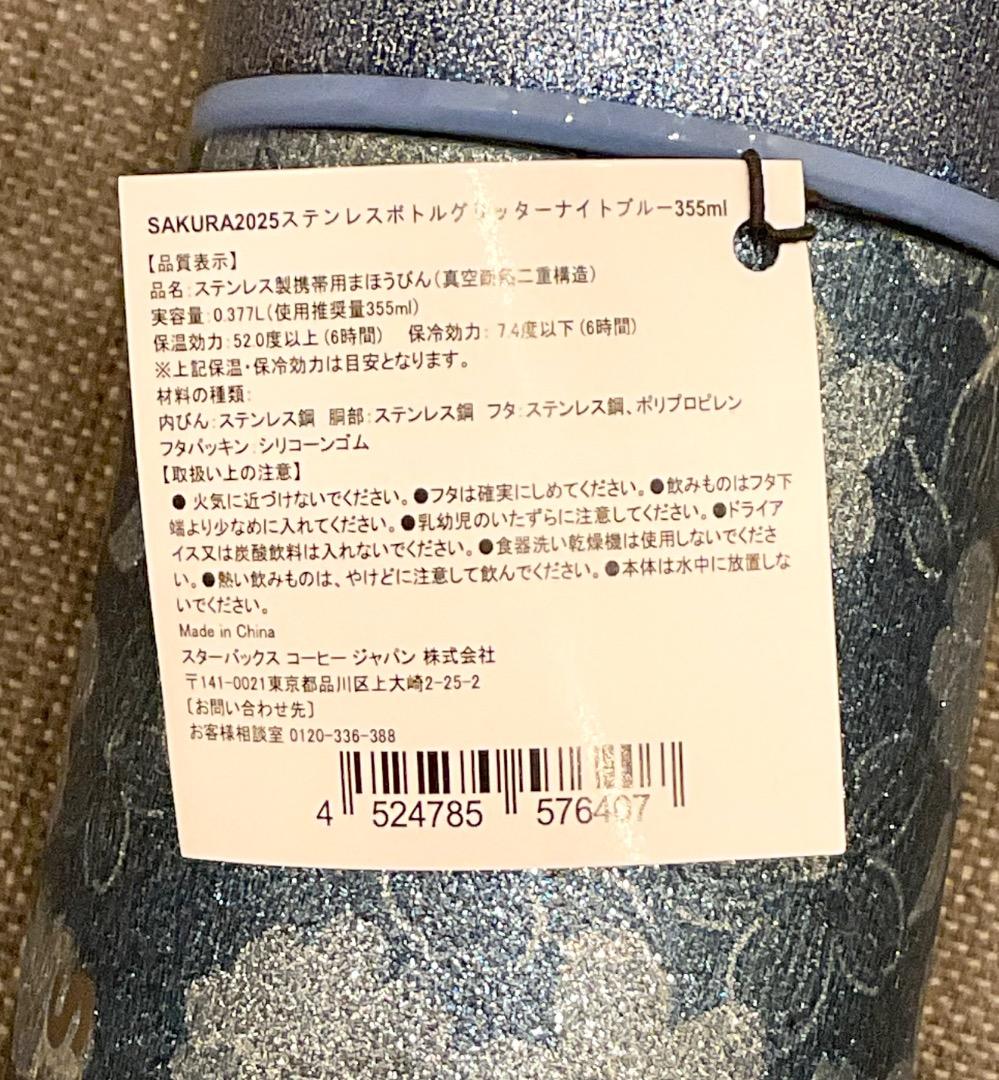 SAKURA2025ステンレスボトルグリッターナイトブルー355ml
【品質表示】
品名:ステンレス製携帯用まほうびん(真空断熱二重構造)
実容量:0.377L(使用推奨量355ml)
保温効力:52.0度以上(6時間) 保冷効力: 7.4度以下(6時間)
※上記保温・保冷効力は目安となります。
材料の種類:
内びん:ステンレス鋼 胴部:ステンレス鋼 フタ:ステンレス鋼、ポリプロピレン
フタパッキン:シリコーンゴム
【取扱い上の注意】
●火気に近づけないでください。●フタは確実にしめてください。●飲みものはフタ下
端より少なめに入れてください。●乳幼児のいたずらに注意してください。●ドライア
イス又は炭酸飲料は入れないでください。●食器洗い乾燥機は使用しないでくださ
い。●熱い飲みものは、やけどに注意して飲んでください。●本体は水中に放置しな
いでください。
Made in China
スターバックス コーヒー ジャパン 株式会社
〒141-0021東京都品川区上大崎2-25-2
[お問い合わせ先]
お客様相談室 0120-336-388
4 524785 576407